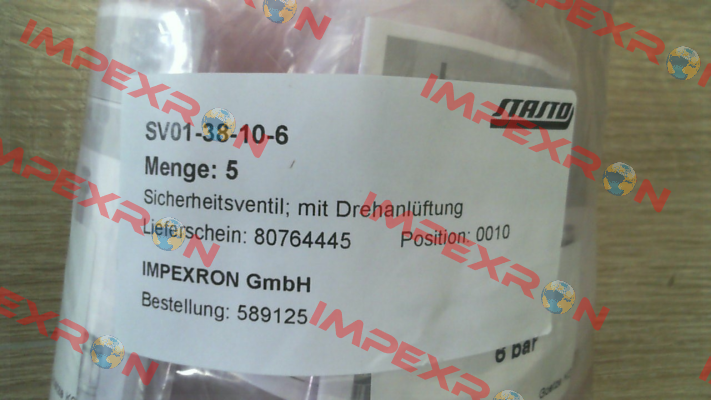 STASTO
SV01-38-10-6
Menge: 5
Sicherheitsventil; mit Drehanlüftung
Lieferschein: 80764445 Position: 0010
IMPEXRON GmbH
Bestellung: 589125
6 bar
IMPEXRON
IMPEXRON
IMPEXRON
IMPEXRON
IMPEXRON